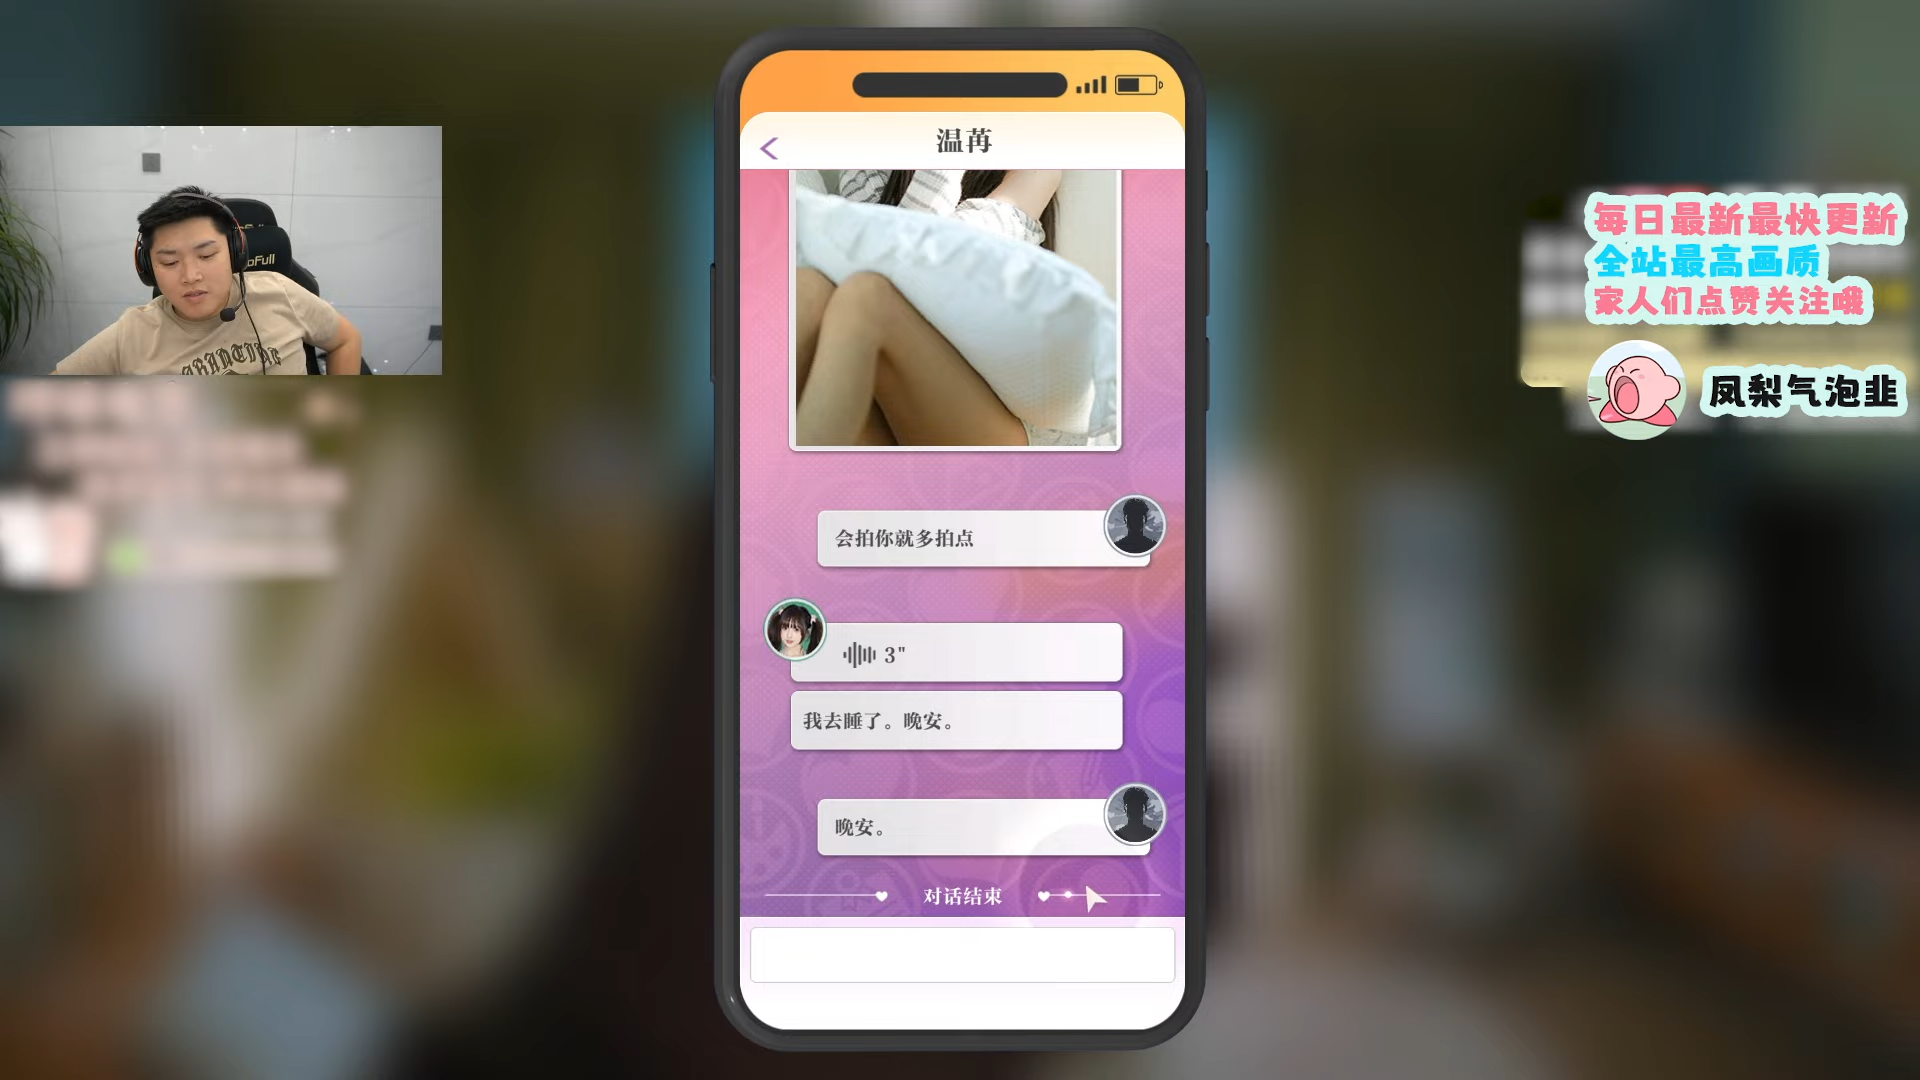 温苒
会拍你就多拍点
3"
我去睡了。晚安。
晚安。
对话结束
每日最新最快更新
全站最高画质
家人们点赞关注哦
凤梨气泡韭